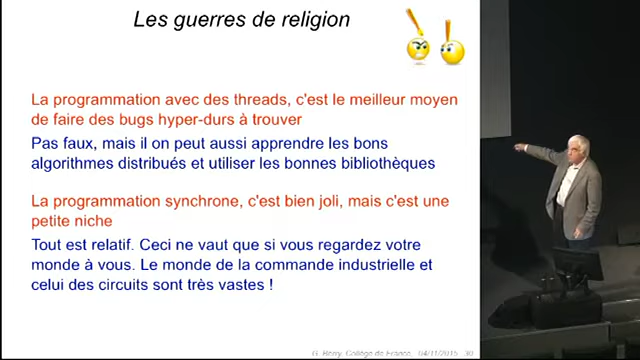 Les guerres de religion
La programmation avec des threads, c'est le meilleur moyen
de faire des bugs hyper-durs à trouver
Pas faux, mais il on peut aussi apprendre les bons
algorithmes distribués et utiliser les bonnes bibliothèques
La programmation synchrone, c'est bien joli, mais c'est une
petite niche
Tout est relatif. Ceci ne vaut que si vous regardez votre
monde à vous. Le monde de la commande industrielle et
celui des circuits sont très vastes !
G. Berry, Collège de France, 04/11/2015 30